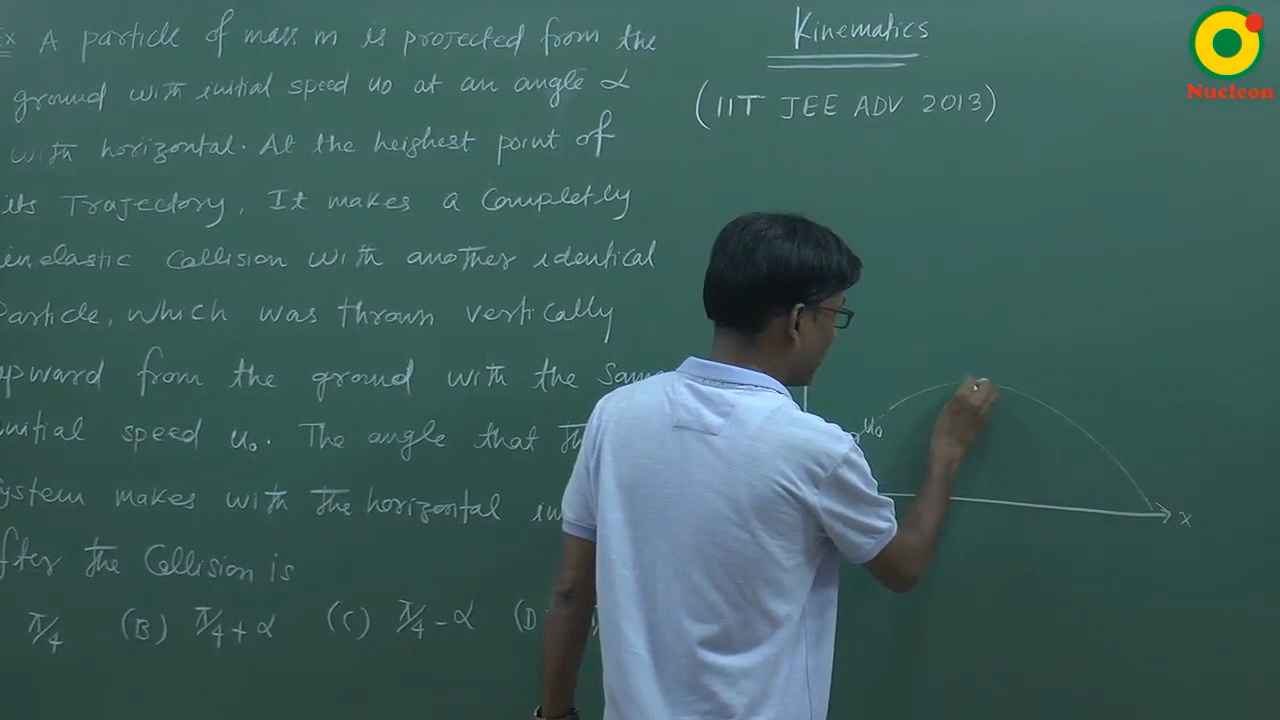 Ex A particle of mass m is projected from the
ground with initial speed u0 at an angle α
with horizontal. At the heighest point of
its Trajectory, It makes a Completly
inelastic Collision with another identical
Particle, which was thrown vertically
upward from the ground with the Same
initial speed u₀. The angle that
System makes with the horizontal
after the Collision is
π/4 (B) π/4 + α (C) π/4 - α (D)
Kinematics
(IIT JEE ADV 2013)
Nucleon
u₀
x